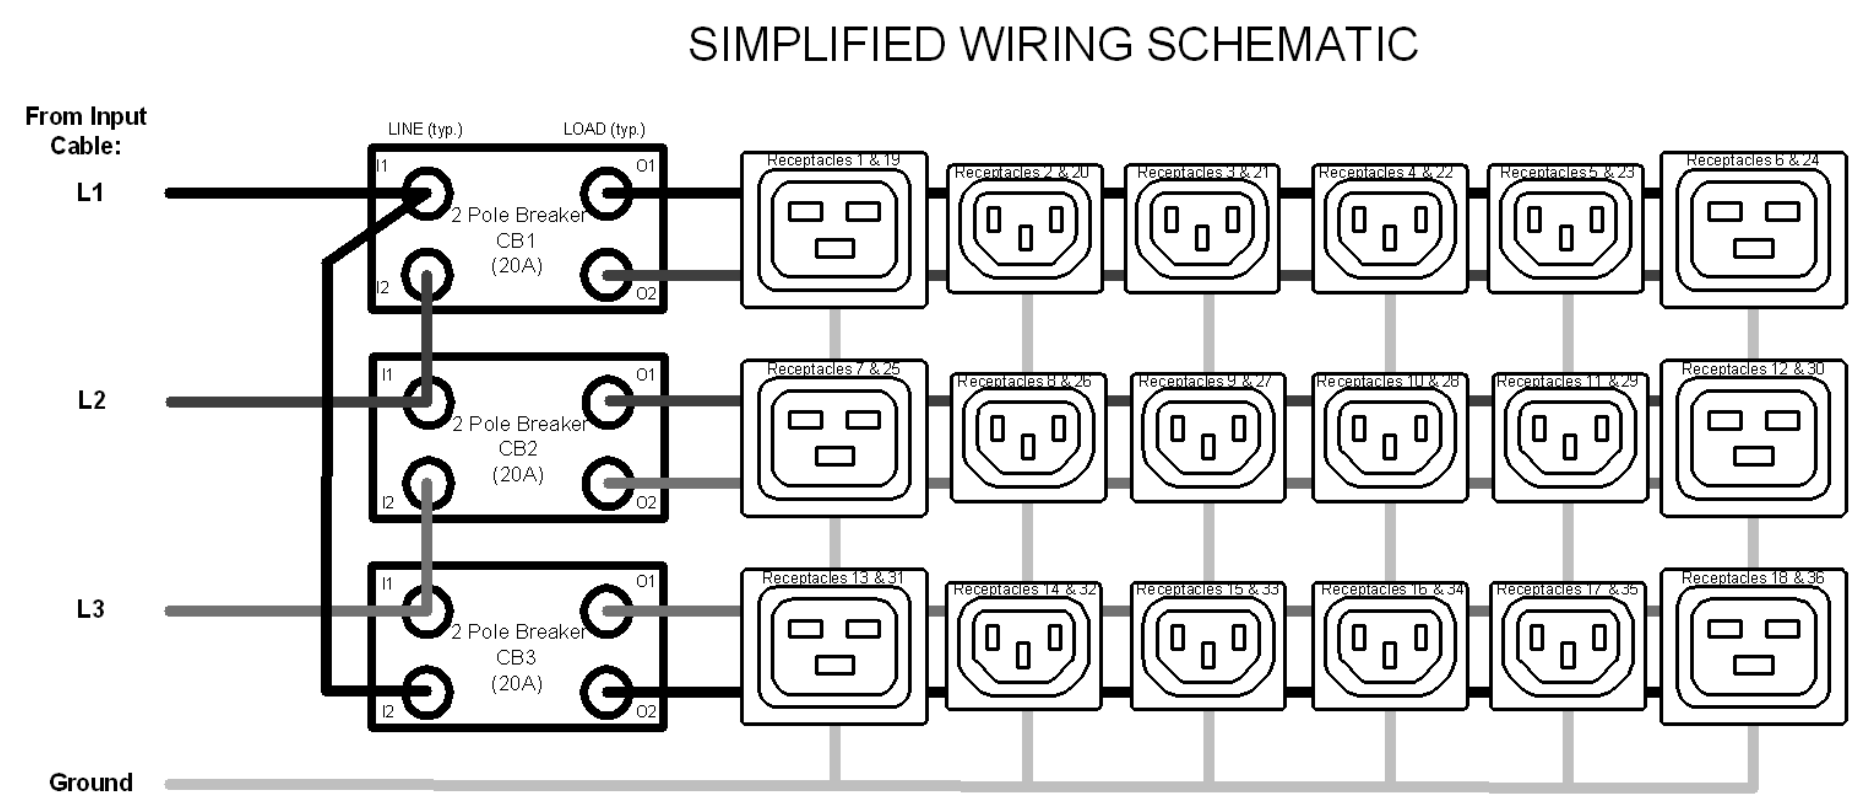 SIMPLIFIED WIRING SCHEMATIC
From Input
Cable:
LINE (typ.)
LOAD (typ.)
L1
I1
O1
2 Pole Breaker
CB1
(20A)
I2
O2
Receptacles 1 & 19
Receptacles 2 & 20
Receptacles 3 & 21
Receptacles 4 & 22
Receptacles 5 & 23
Receptacles 6 & 24
L2
I1
O1
2 Pole Breaker
CB2
(20A)
I2
O2
Receptacles 7 & 25
Receptacles 8 & 26
Receptacles 9 & 27
Receptacles 10 & 28
Receptacles 11 & 29
Receptacles 12 & 30
L3
I1
O1
2 Pole Breaker
CB3
(20A)
I2
O2
Receptacles 13 & 31
Receptacles 14 & 32
Receptacles 15 & 33
Receptacles 16 & 34
Receptacles 17 & 35
Receptacles 18 & 36
Ground